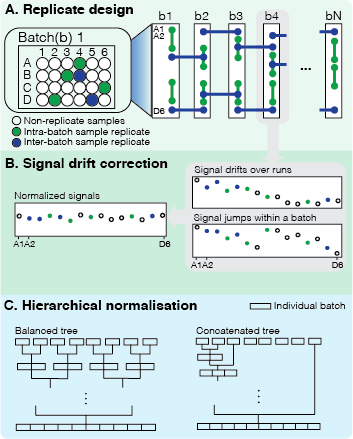 A. Replicate design
Batch(b) 1
1 2 3 4 5 6
A
B
C
D
b1 b2 b3 b4 bN
A1
A2
D6
...
Non-replicate samples
Intra-batch sample replicate
Inter-batch sample replicate
B. Signal drift correction
Signal drifts over runs
Normalized signals
A1A2 D6
Signal jumps within a batch
A1A2 D6
C. Hierarchical normalisation
Individual batch
Balanced tree
Concatenated tree